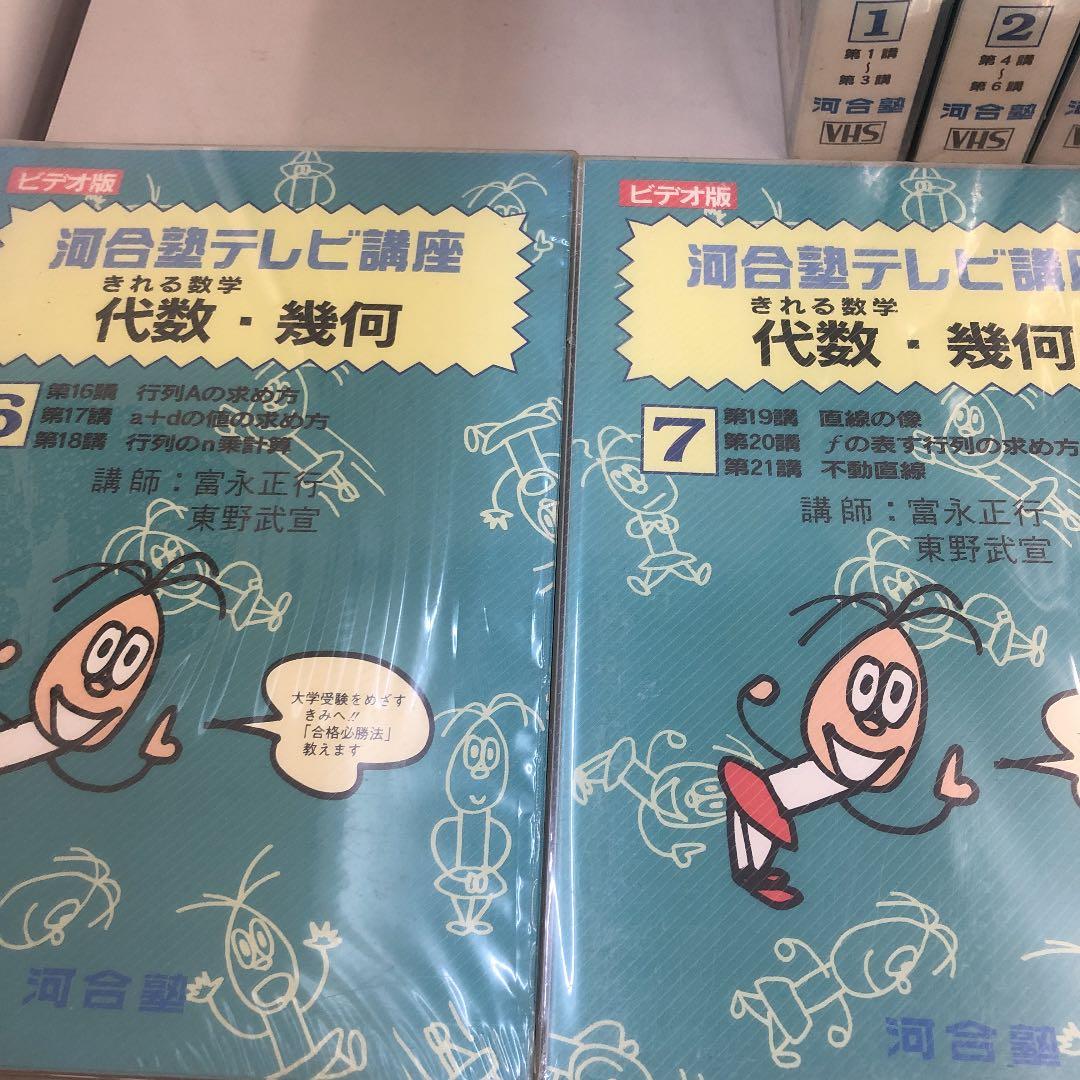 1
第1講
〜
第3講
河合塾
VHS
2
第4講
〜
第6講
河合塾
VHS
ビデオ版
河合塾テレビ講座
きれる数学
代数・幾何
6
第16講 行列Aの求め方
第17講 a+dの値の求め方
第18講 行列のn乗計算
講師：富永正行
東野武宣
大学受験をめざす
きみへ!!
「合格必勝法」
教えます
河合塾
ビデオ版
河合塾テレビ講座
きれる数学
代数・幾何
7
第19講 直線の像
第20講 fの表す行列の求め方
第21講 不動直線
講師：富永正行
東野武宣
河合塾